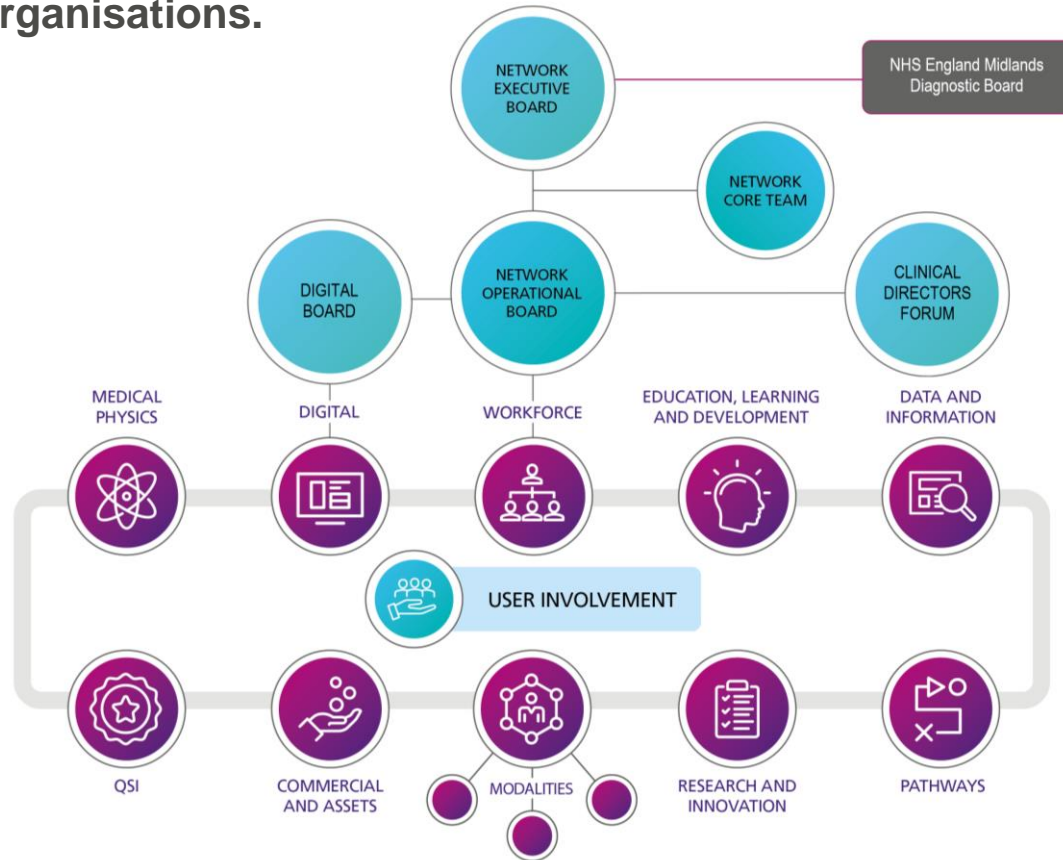 rganisations.
NETWORK
EXECUTIVE
BOARD
NHS England Midlands
Diagnostic Board
NETWORK
CORE TEAM
DIGITAL
BOARD
NETWORK
OPERATIONAL
BOARD
CLINICAL
DIRECTORS
FORUM
MEDICAL
PHYSICS
DIGITAL
WORKFORCE
EDUCATION, LEARNING
AND DEVELOPMENT
DATA AND
INFORMATION
USER INVOLVEMENT
QSI
COMMERCIAL
AND ASSETS
MODALITIES
RESEARCH AND
INNOVATION
PATHWAYS